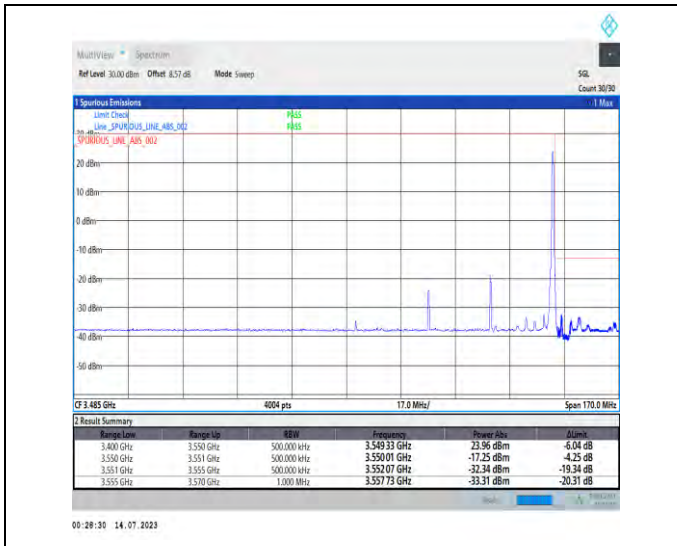 MultiView Spectrum
Ref Level 30.00 dBm Offset 8.57 dB Mode Sweep SGL
Count 30/30
1 Spurious Emissions 1 Max
Limit Check PASS
Line _SPURIOUS_LINE_ABS_002 PASS
_SPURIOUS_LINE_ABS_002
20 dBm
10 dBm
0 dBm
-10 dBm
-20 dBm
-30 dBm
-40 dBm
-50 dBm
CF 3.485 GHz 4004 pts 17.0 MHz/ Span 170.0 MHz
2 Result Summary
Range Low Range Up RBW Frequency Power Abs ΔLimit
3.400 GHz 3.550 GHz 500.000 kHz 3.549 33 GHz 23.96 dBm -6.04 dB
3.550 GHz 3.551 GHz 500.000 kHz 3.550 01 GHz -17.25 dBm -4.25 dB
3.551 GHz 3.555 GHz 500.000 kHz 3.552 07 GHz -32.34 dBm -19.34 dB
3.555 GHz 3.570 GHz 1.000 MHz 3.557 73 GHz -33.31 dBm -20.31 dB
00:28:30 14.07.2023